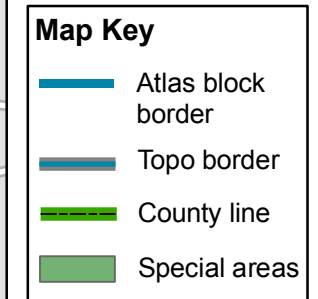 Map Key
Atlas block
border
Topo border
County line
Special areas